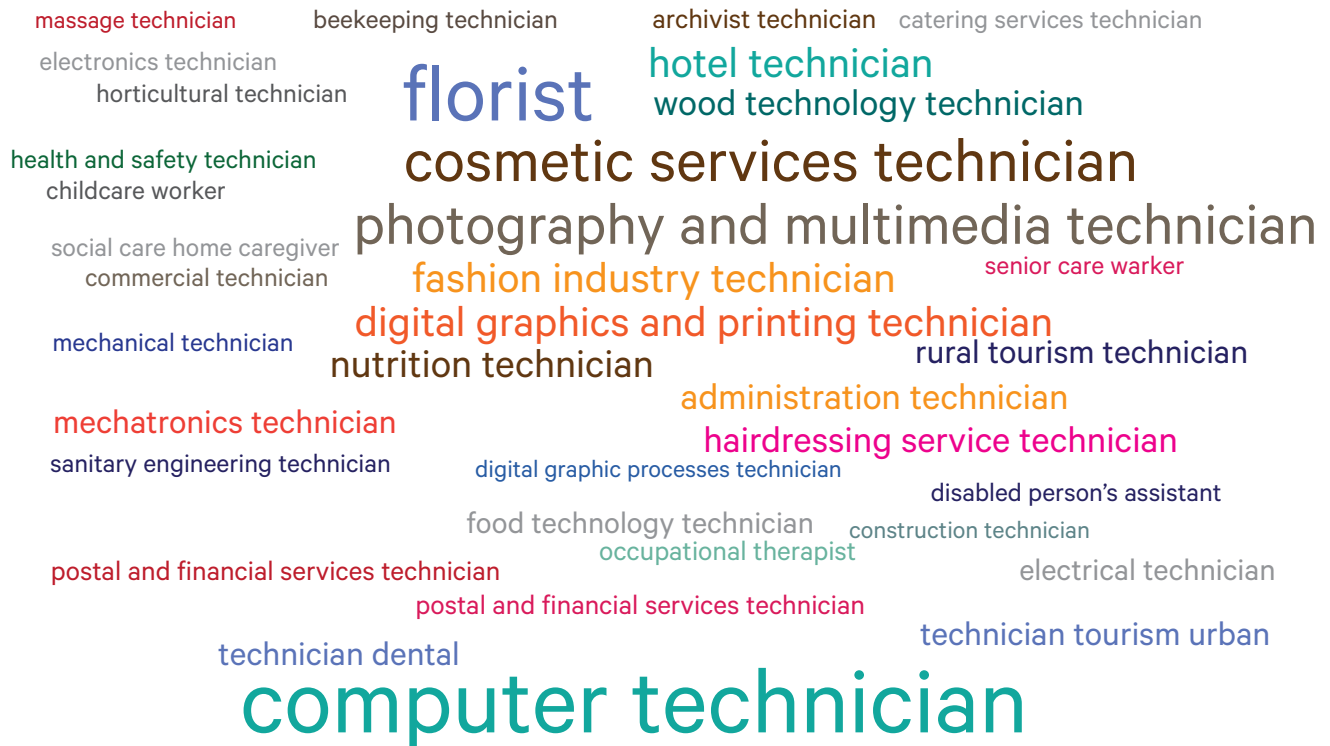 massage technician
beekeeping technician
archivist technician
catering services technician
electronics technician
hotel technician
horticultural technician
florist
wood technology technician
health and safety technician
cosmetic services technician
childcare worker
photography and multimedia technician
social care home caregiver
commercial technician
fashion industry technician
senior care warker
digital graphics and printing technician
mechanical technician
rural tourism technician
nutrition technician
administration technician
mechatronics technician
hairdressing service technician
sanitary engineering technician
digital graphic processes technician
disabled person’s assistant
food technology technician
construction technician
occupational therapist
postal and financial services technician
electrical technician
postal and financial services technician
technician tourism urban
technician dental
computer technician